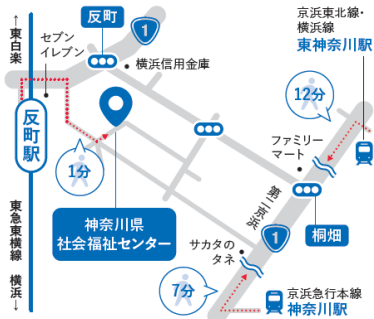 反町
1
京浜東北線・
横浜線
東神奈川駅
↑東白楽
セブン
イレブン
横浜信用金庫
12分
反町駅
1分
ファミリー
マート
神奈川県
社会福祉センター
第二京浜
桐畑
1
東急東横線
横浜↓
サカタの
タネ
7分
京浜急行本線
神奈川駅